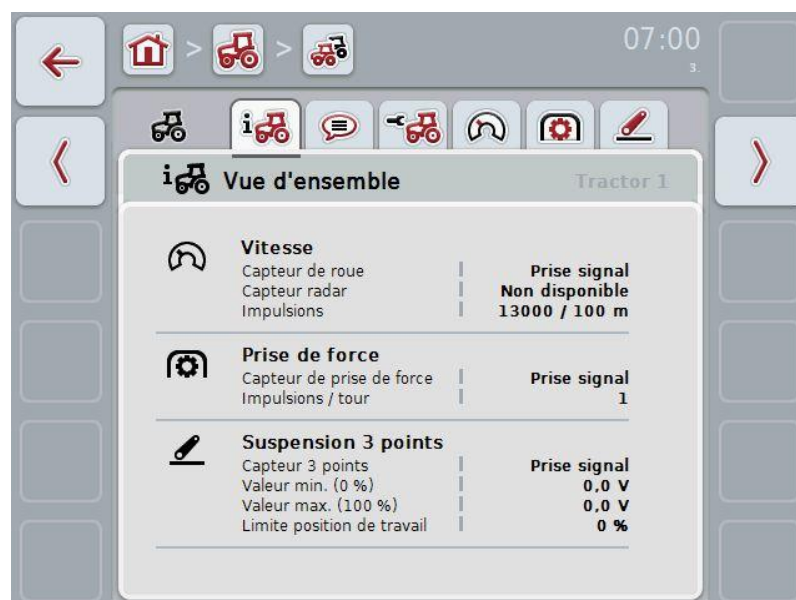 07:00
3.
Vue d'ensemble Tractor 1
Vitesse
Capteur de roue Prise signal
Capteur radar Non disponible
Impulsions 13000 / 100 m
Prise de force
Capteur de prise de force Prise signal
Impulsions / tour 1
Suspension 3 points
Capteur 3 points Prise signal
Valeur min. (0 %) 0,0 V
Valeur max. (100 %) 0,0 V
Limite position de travail 0 %